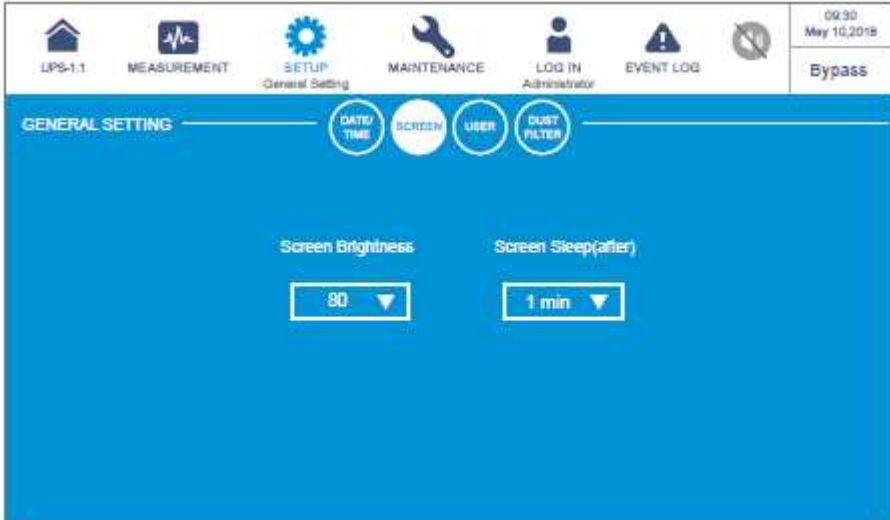 09:30
May 10,2018
UPS-1.1
MEASUREMENT
SETUP
General Setting
MAINTENANCE
LOG IN
Administrator
EVENT LOG
Bypass
GENERAL SETTING
DATE/
TIME
SCREEN
USER
DUST
FILTER
Screen Brightness
Screen Sleep(after)
80
1 min